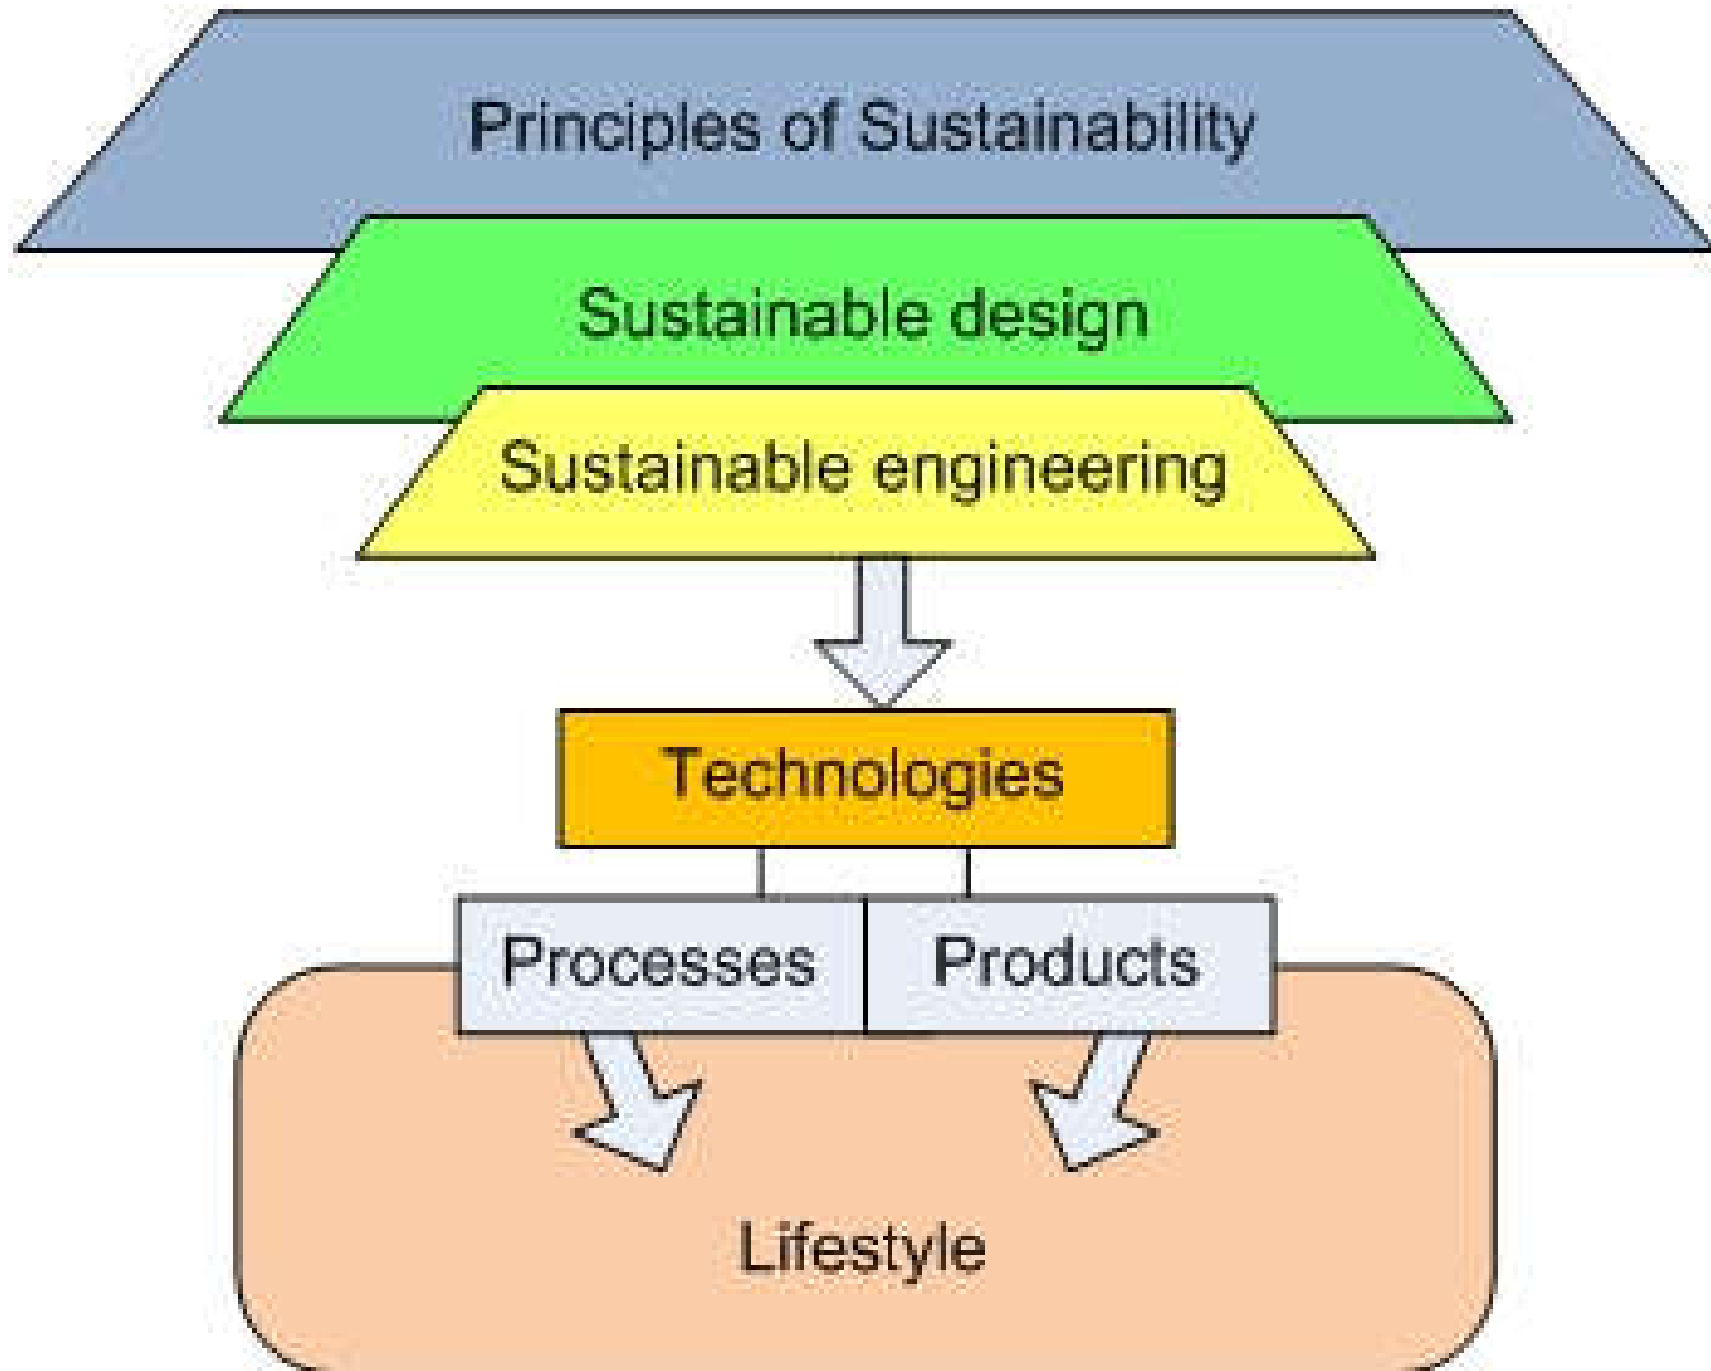 Principles of Sustainability
Sustainable design
Sustainable engineering
Technologies
Processes
Products
Lifestyle